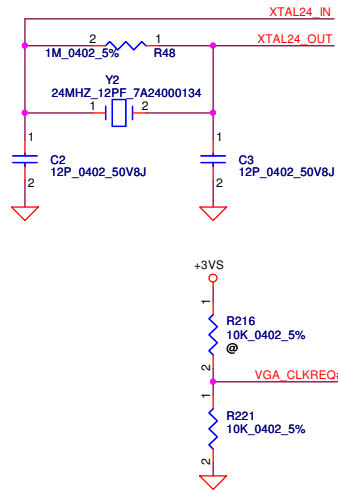 XTAL24_IN
2 1
1M_0402_5% R48
XTAL24_OUT
Y2
24MHZ_12PF_7A24000134
1 2
1
C2
12P_0402_50V8J
2
1
C3
12P_0402_50V8J
2
+3VS
1
R216
10K_0402_5%
@
2
VGA_CLKREQ#
1
R221
10K_0402_5%
2